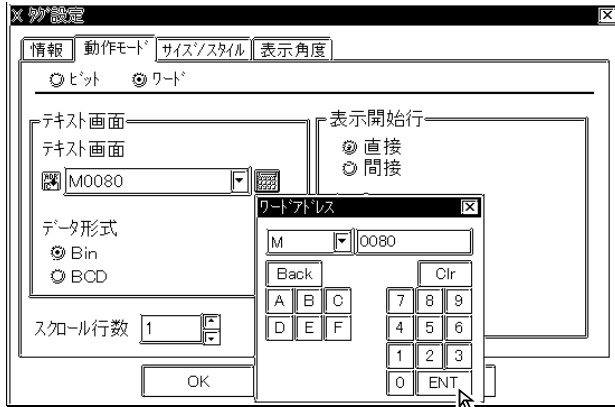 タグ設定
情報 動作モード サイズ/スタイル 表示角度
ビット ワード
テキスト画面
テキスト画面
M0080
データ形式
Bin
BCD
スクロール行数 1
表示開始行
直接
間接
ワードアドレス
M 0080
Back Clr
A B C 7 8 9
D E F 4 5 6
1 2 3
0 ENT
OK